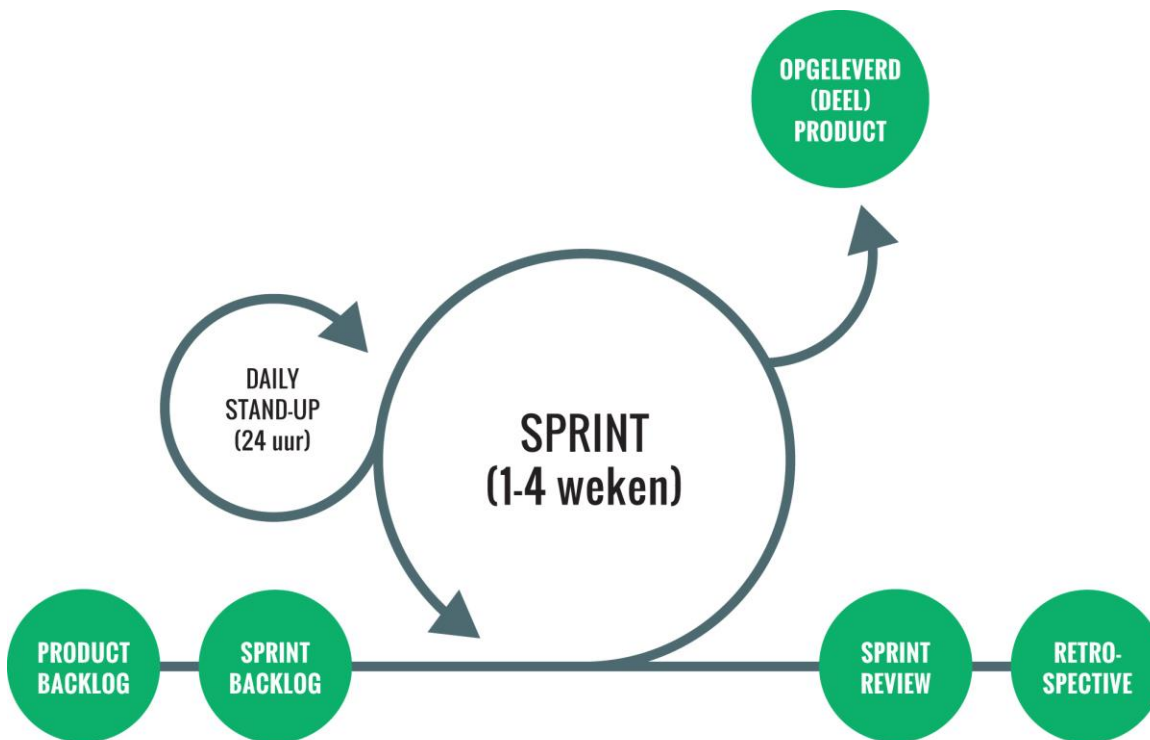 OPGELEVERD
(DEEL)
PRODUCT
DAILY
STAND-UP
(24 uur)
SPRINT
(1-4 weken)
PRODUCT
BACKLOG
SPRINT
BACKLOG
SPRINT
REVIEW
RETRO-
SPECTIVE